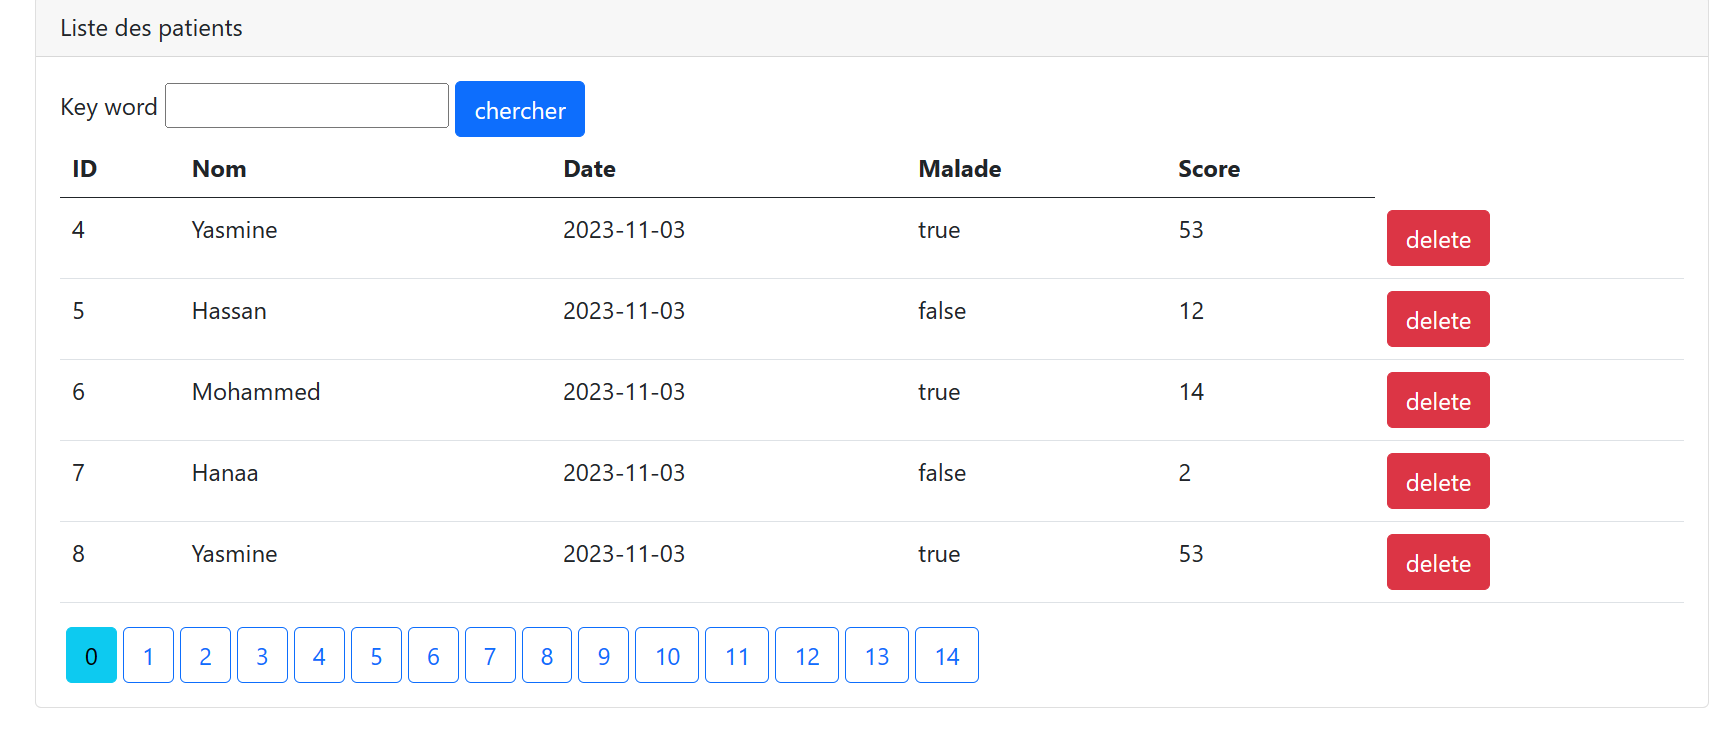 Liste des patients
Key word chercher
ID Nom Date Malade Score
4 Yasmine 2023-11-03 true 53 delete
5 Hassan 2023-11-03 false 12 delete
6 Mohammed 2023-11-03 true 14 delete
7 Hanaa 2023-11-03 false 2 delete
8 Yasmine 2023-11-03 true 53 delete
0 1 2 3 4 5 6 7 8 9 10 11 12 13 14